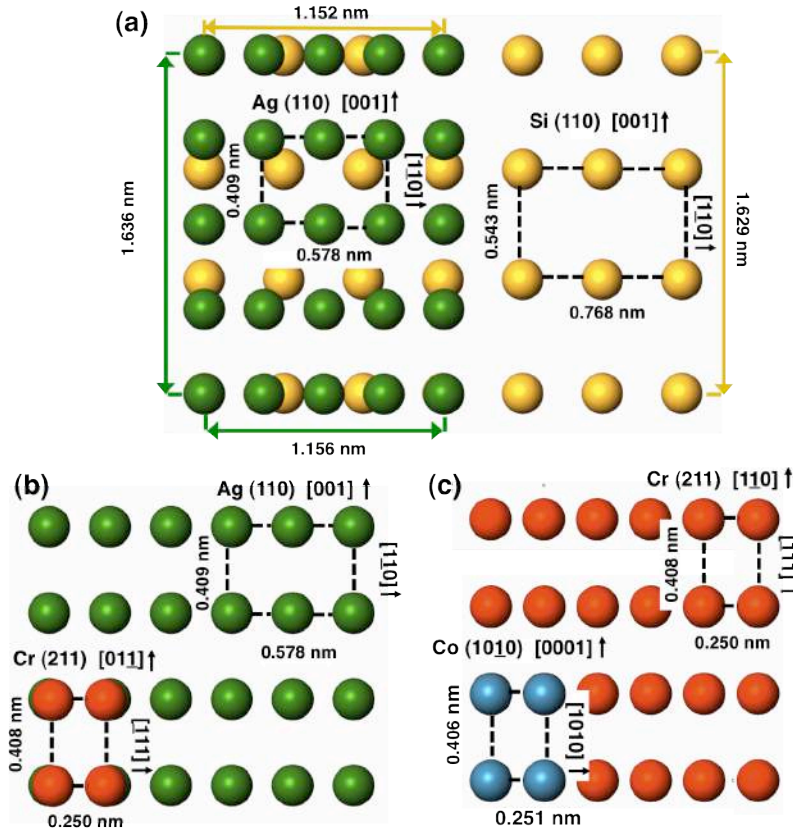 (a)
1.152 nm
Ag (110) [001]↑
Si (110) [001]↑
0.409 nm
[1̲10]↑
0.578 nm
1.636 nm
0.543 nm
[11̲0]↑
1.629 nm
0.768 nm
1.156 nm
(b)
Ag (110) [001] ↑
0.409 nm
[11̲0]↑
0.578 nm
Cr (211) [011̲]↑
0.408 nm
[1̲11]↑
0.250 nm
(c)
Cr (211) [11̲0] ↑
0.408 nm
[1̲11]↑
0.250 nm
Co (101̲0) [0001] ↑
0.406 nm
[1̲010]↑
0.251 nm